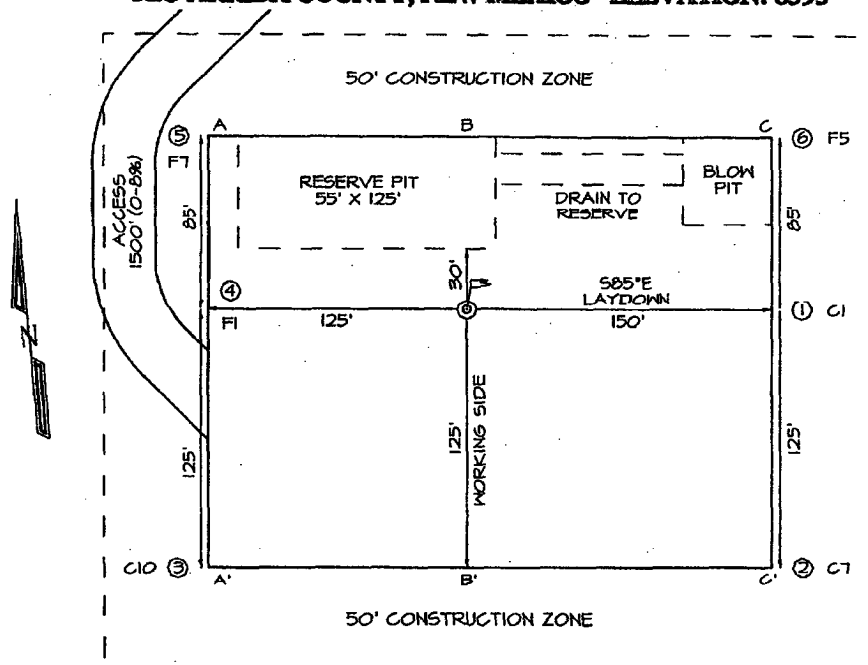 50' CONSTRUCTION ZONE
⑤ A B C ⑥ F5
F7
RESERVE PIT
55' X 125'
BLOW
PIT
DRAIN TO
RESERVE
ACCESS
1500' (0-8%)
85'
85'
30'
④
S85°E
LAYDOWN
F1 125' 150' ① C1
N
125'
125'
WORKING SIDE
125'
C10 ③ A' B' C' ② C7
50' CONSTRUCTION ZONE